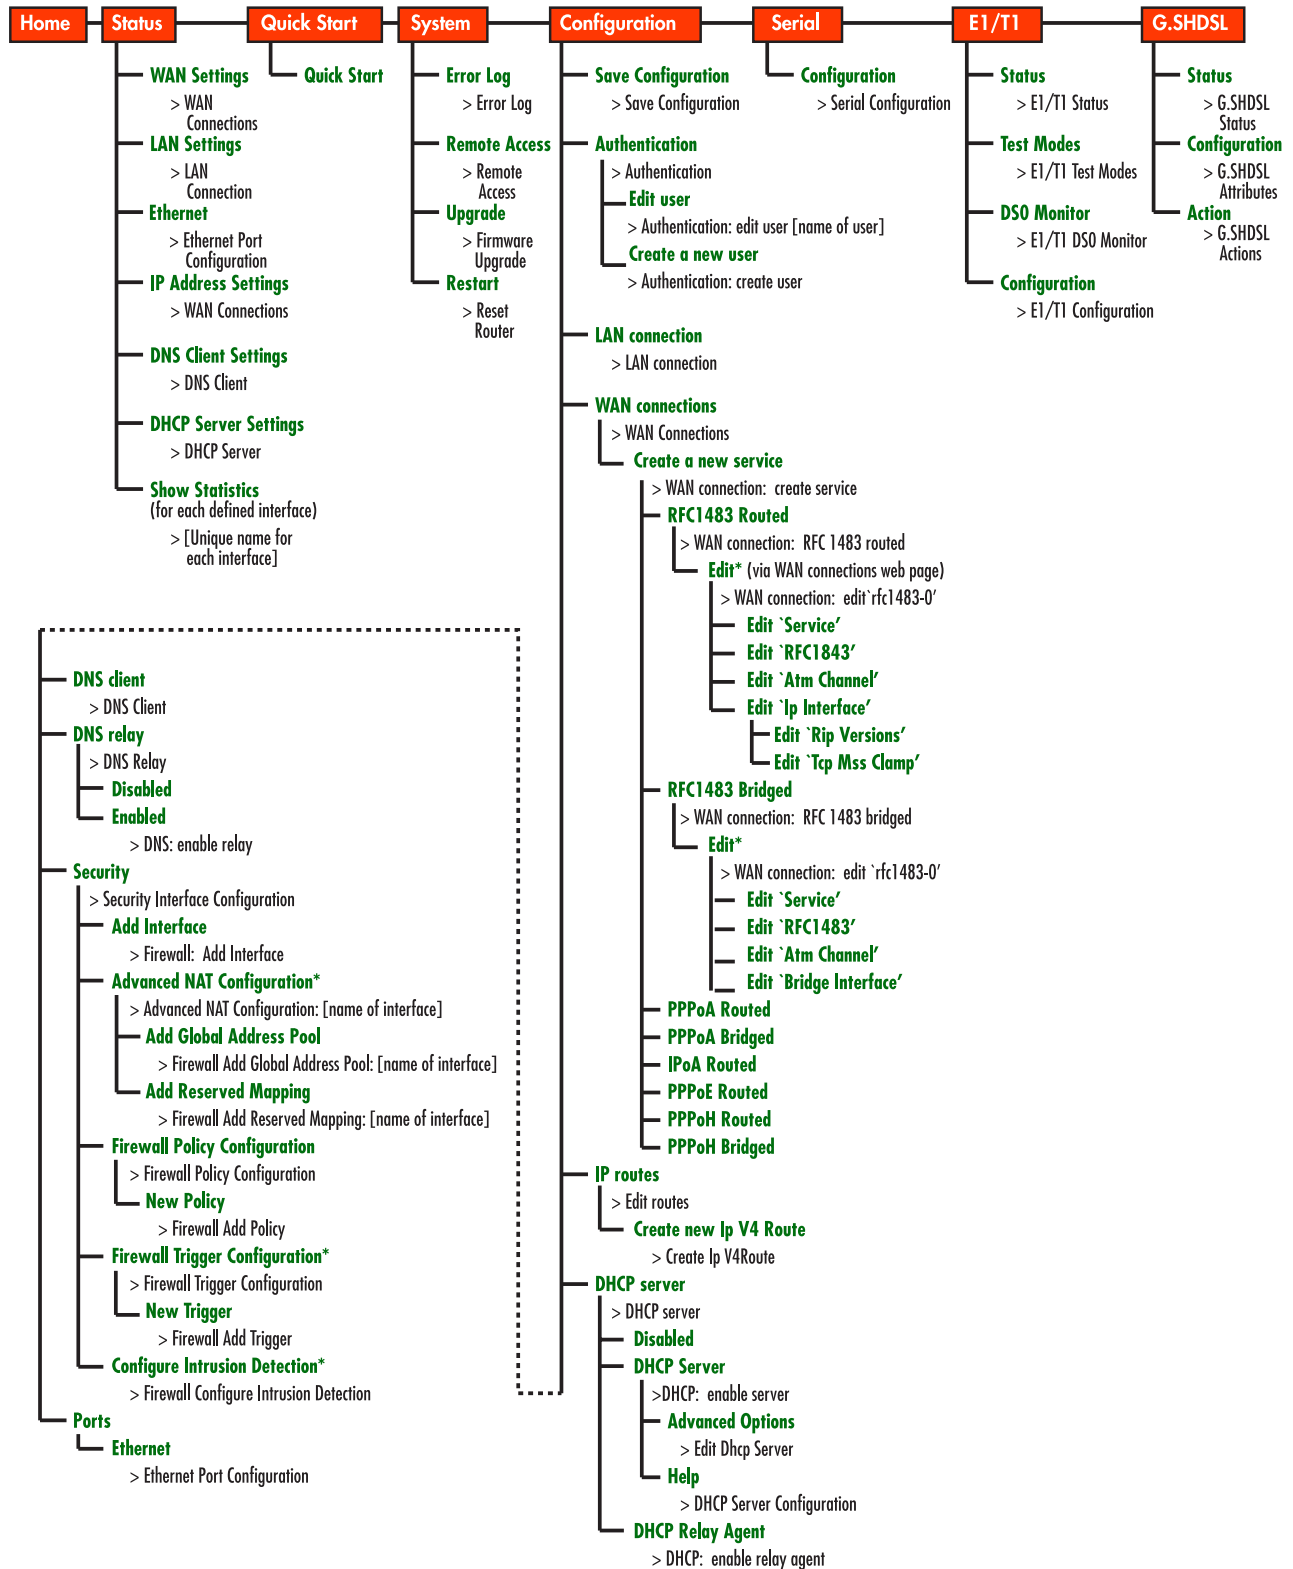 Home
Status
Quick Start
System
Configuration
Serial
E1/T1
G.SHDSL
WAN Settings
> WAN
Connections
LAN Settings
> LAN
Connection
Ethernet
> Ethernet Port
Configuration
IP Address Settings
> WAN Connections
DNS Client Settings
> DNS Client
DHCP Server Settings
> DHCP Server
Show Statistics
(for each defined interface)
> [Unique name for
each interface]
Quick Start
Error Log
> Error Log
Remote Access
> Remote
Access
Upgrade
> Firmware
Upgrade
Restart
> Reset
Router
Save Configuration
> Save Configuration
Authentication
> Authentication
Edit user
> Authentication: edit user [name of user]
Create a new user
> Authentication: create user
LAN connection
> LAN connection
WAN connections
> WAN Connections
Create a new service
> WAN connection: create service
RFC1483 Routed
> WAN connection: RFC 1483 routed
Edit* (via WAN connections web page)
> WAN connection: edit`rfc1483-0'
Edit `Service'
Edit `RFC1843'
Edit `Atm Channel'
Edit `Ip Interface'
Edit `Rip Versions'
Edit `Tcp Mss Clamp'
RFC1483 Bridged
> WAN connection: RFC 1483 bridged
Edit*
> WAN connection: edit `rfc1483-0'
Edit `Service'
Edit `RFC1483'
Edit `Atm Channel'
Edit `Bridge Interface'
PPPoA Routed
PPPoA Bridged
IPoA Routed
PPPoE Routed
PPPoH Routed
PPPoH Bridged
IP routes
> Edit routes
Create new Ip V4 Route
> Create Ip V4Route
DHCP server
> DHCP server
Disabled
DHCP Server
>DHCP: enable server
Advanced Options
> Edit Dhcp Server
Help
> DHCP Server Configuration
DHCP Relay Agent
> DHCP: enable relay agent
DNS client
> DNS Client
DNS relay
> DNS Relay
Disabled
Enabled
> DNS: enable relay
Security
> Security Interface Configuration
Add Interface
> Firewall: Add Interface
Advanced NAT Configuration*
> Advanced NAT Configuration: [name of interface]
Add Global Address Pool
> Firewall Add Global Address Pool: [name of interface]
Add Reserved Mapping
> Firewall Add Reserved Mapping: [name of interface]
Firewall Policy Configuration
> Firewall Policy Configuration
New Policy
> Firewall Add Policy
Firewall Trigger Configuration*
> Firewall Trigger Configuration
New Trigger
> Firewall Add Trigger
Configure Intrusion Detection*
> Firewall Configure Intrusion Detection
Ports
Ethernet
> Ethernet Port Configuration
Configuration
> Serial Configuration
Status
> E1/T1 Status
Test Modes
> E1/T1 Test Modes
DS0 Monitor
> E1/T1 DS0 Monitor
Configuration
> E1/T1 Configuration
Status
> G.SHDSL
Status
Configuration
> G.SHDSL
Attributes
Action
> G.SHDSL
Actions